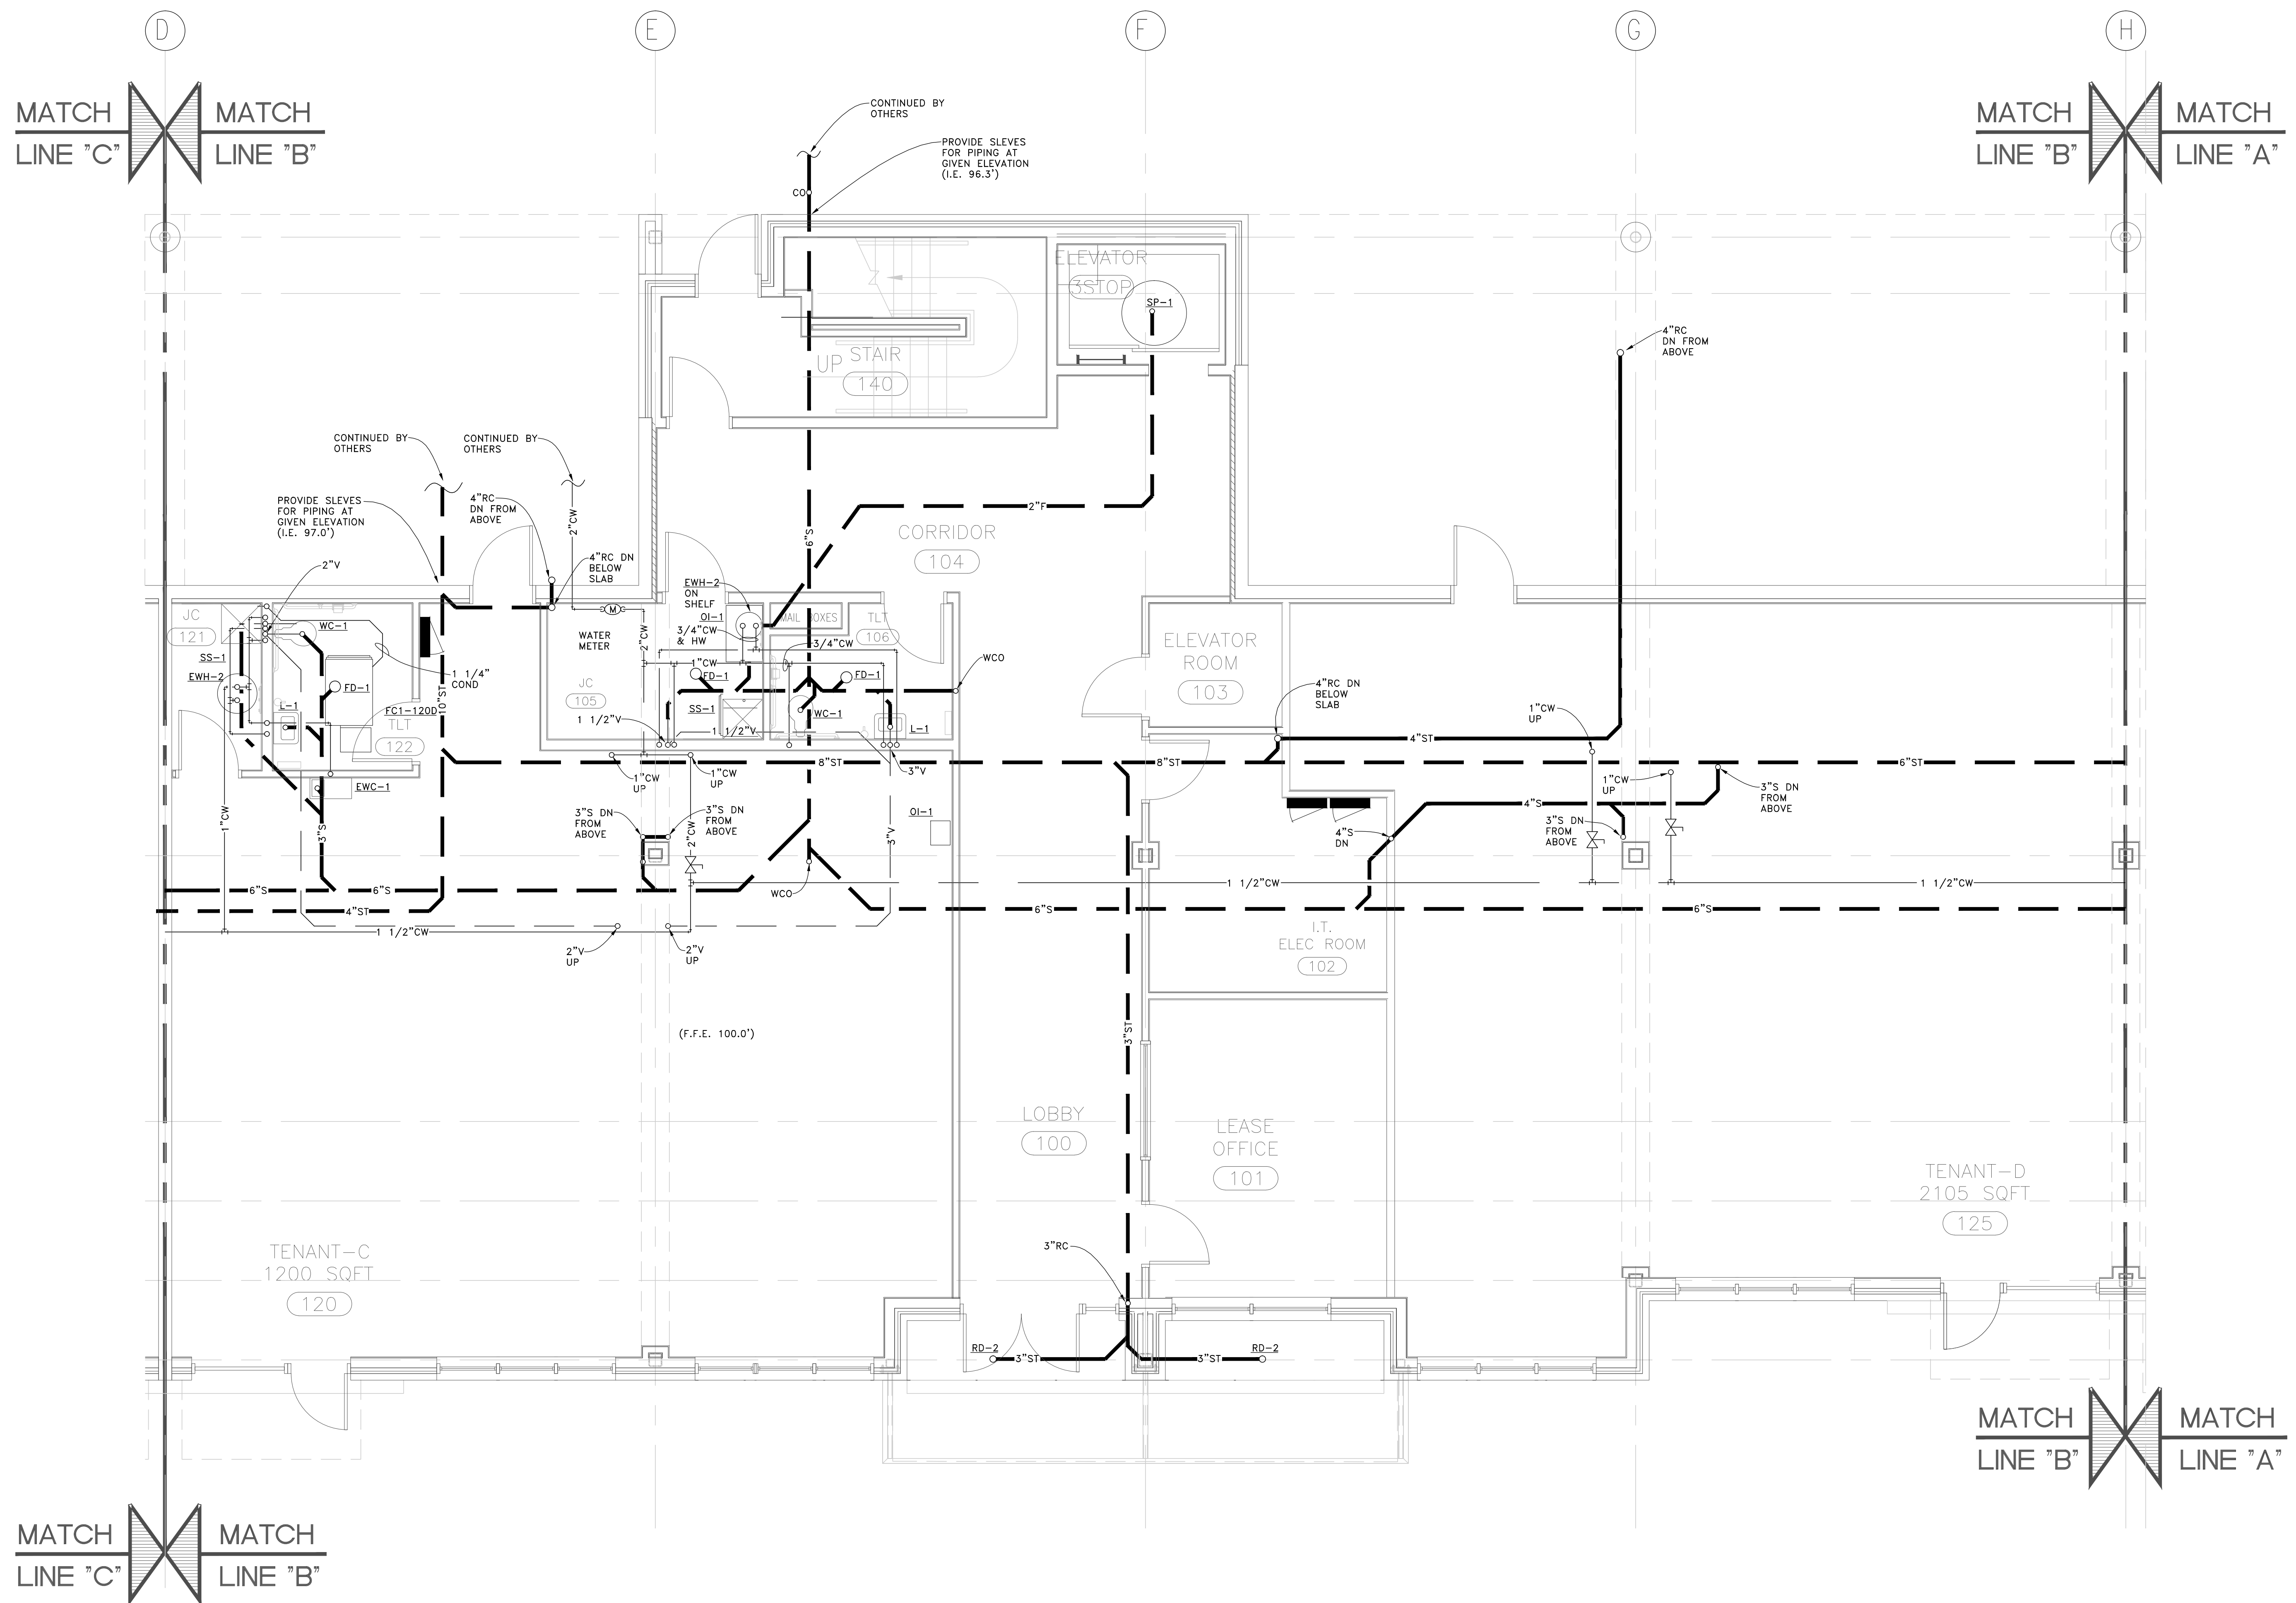 D
E
F
G
H
MATCH
LINE "C"
MATCH
LINE "B"
MATCH
LINE "B"
MATCH
LINE "A"
CONTINUED BY
OTHERS
PROVIDE SLEVES
FOR PIPING AT
GIVEN ELEVATION
(I.E. 96.3')
CO
ELEVATOR
3STOP
SP-1
UP
STAIR
140
4"RC
DN FROM
ABOVE
CONTINUED BY
OTHERS
CONTINUED BY
OTHERS
PROVIDE SLEVES
FOR PIPING AT
GIVEN ELEVATION
(I.E. 97.0')
4"RC
DN FROM
ABOVE
2"CW
6"S
2"F
CORRIDOR
104
2"V
4"RC DN
BELOW
SLAB
EWH-2
ON
SHELF
M
WATER
METER
OI-1
3/4"CW
& HW
2"CW
MAIL BOXES
TLT
106
3/4"CW
1"CW
JC
121
WC-1
SS-1
EWH-2
FD-1
1 1/4"
COND
L-1
FC1-120D
TLT
122
10"ST
EWC-1
JC
105
FD-1
FD-1
WCO
SS-1
WC-1
L-1
1 1/2"V
1 1/2"V
3"V
ELEVATOR
ROOM
103
4"RC DN
BELOW
SLAB
4"ST
1"CW
UP
1"CW
UP
1"CW
UP
1"CW
UP
8"ST
8"ST
6"ST
3"S DN
FROM
ABOVE
3"S DN
FROM
ABOVE
2"CW
3"V
OI-1
4"S
3"S DN
FROM
ABOVE
3"S DN
FROM
ABOVE
4"S
DN
1"CW
3"S
6"S
6"S
4"ST
WCO
1 1/2"CW
1 1/2"CW
1 1/2"CW
6"S
6"S
2"V
UP
2"V
UP
I.T.
ELEC ROOM
102
(F.F.E. 100.0')
3"ST
LOBBY
100
LEASE
OFFICE
101
TENANT-D
2105 SQFT
125
TENANT-C
1200 SQFT
120
3"RC
RD-2
3"ST
3"ST
RD-2
MATCH
LINE "B"
MATCH
LINE "A"
MATCH
LINE "C"
MATCH
LINE "B"